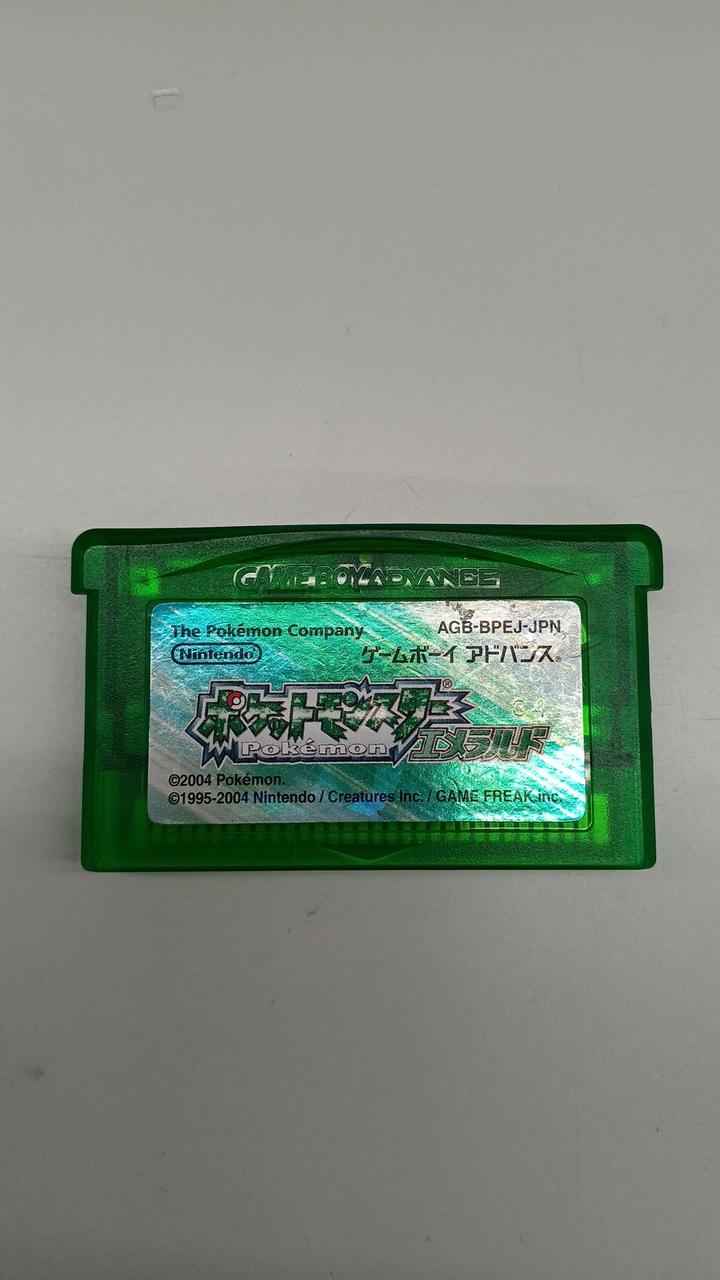 GAME BOY ADVANCE
The Pokémon Company AGB-BPEJ-JPN
Nintendo® ゲームボーイ アドバンス®
ポケットモンスター®
Pokémon エメラルド
©2004 Pokémon.
©1995-2004 Nintendo / Creatures Inc. / GAME FREAK inc.